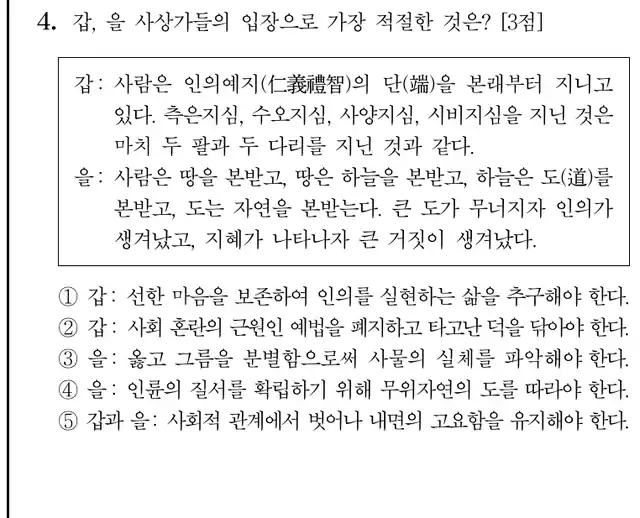 4. 갑, 을 사상가들의 입장으로 가장 적절한 것은? [3점]
갑: 사람은 인의예지(仁義禮智)의 단(端)을 본래부터 지니고
있다. 측은지심, 수오지심, 사양지심, 시비지심을 지닌 것은
마치 두 팔과 두 다리를 지닌 것과 같다.
을: 사람은 땅을 본받고, 땅은 하늘을 본받고, 하늘은 도(道)를
본받고, 도는 자연을 본받는다. 큰 도가 무너지자 인의가
생겨났고, 지혜가 나타나자 큰 거짓이 생겨났다.
① 갑: 선한 마음을 보존하여 인의를 실현하는 삶을 추구해야 한다.
② 갑: 사회 혼란의 근원인 예법을 폐지하고 타고난 덕을 닦아야 한다.
③ 을: 옳고 그름을 분별함으로써 사물의 실체를 파악해야 한다.
④ 을: 인륜의 질서를 확립하기 위해 무위자연의 도를 따라야 한다.
⑤ 갑과 을: 사회적 관계에서 벗어나 내면의 고요함을 유지해야 한다.